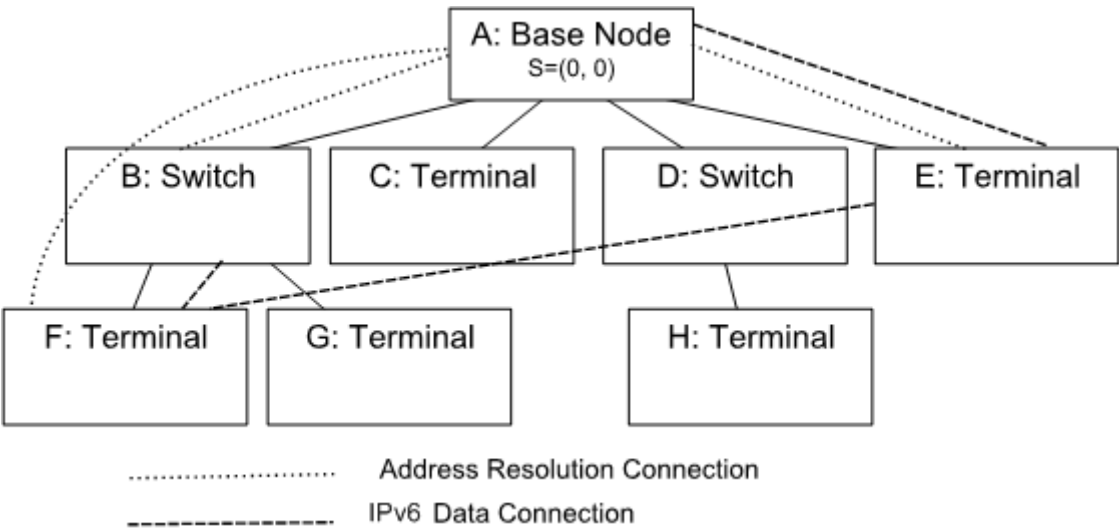 A: Base Node
S=(0, 0)
B: Switch
C: Terminal
D: Switch
E: Terminal
F: Terminal
G: Terminal
H: Terminal
Address Resolution Connection
IPv6 Data Connection